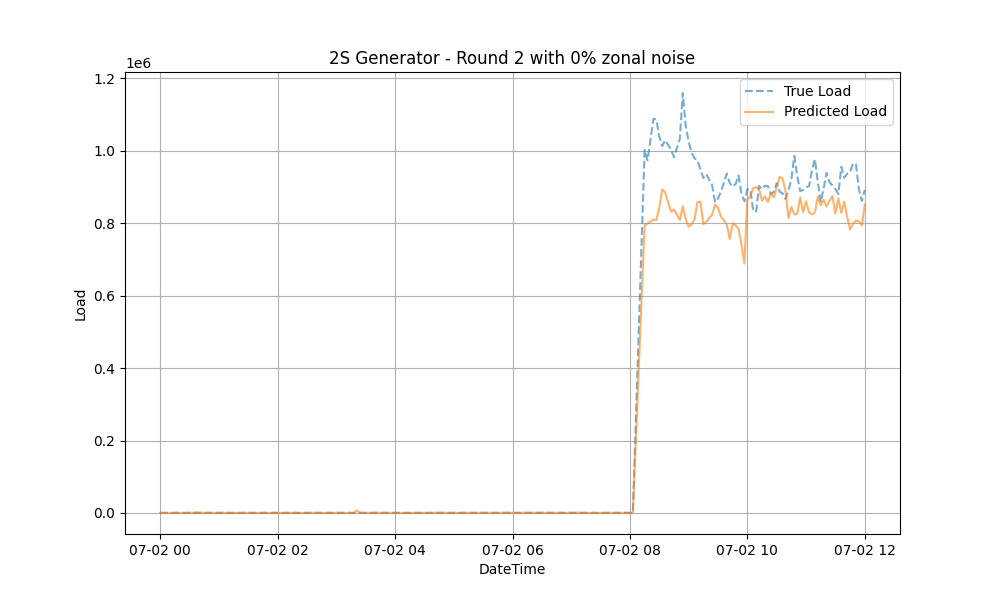 2S Generator - Round 2 with 0% zonal noise
1e6
1.2
1.0
0.8
0.6
0.4
0.2
0.0
Load
True Load
Predicted Load
07-02 00
07-02 02
07-02 04
07-02 06
07-02 08
07-02 10
07-02 12
DateTime